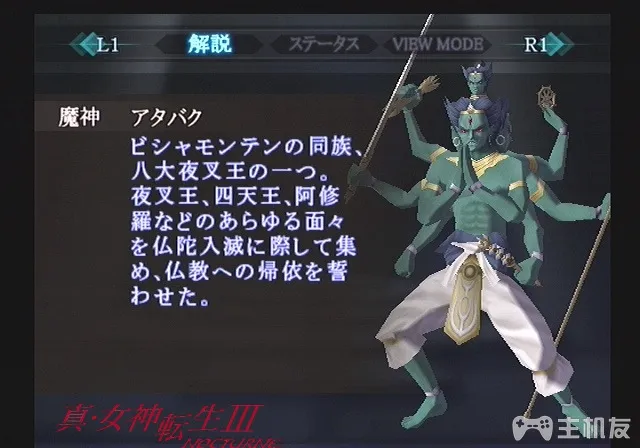 L1
解説
ステータス
VIEW MODE
R1
魔神 アタバク
ビシャモンテンの同族、
八大夜叉王の一つ。
夜叉王、四天王、阿修
羅などのあらゆる面々
を仏陀入滅に際して集
め、仏教への帰依を誓
わせた。
真・女神転生III
NOCTURNE
主机友